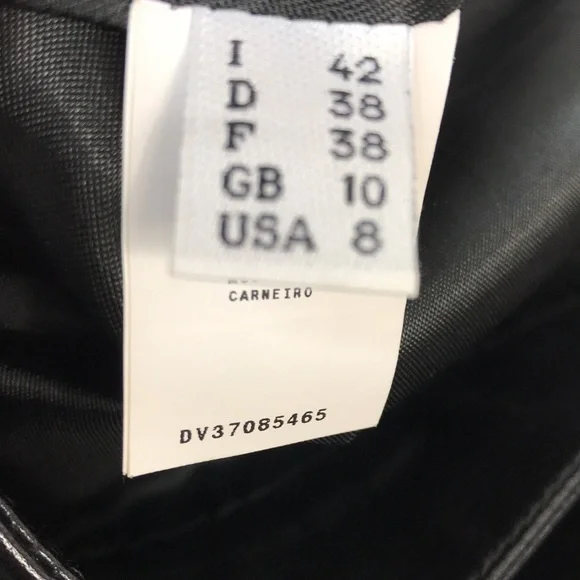 I 42
D 38
F 38
GB 10
USA 8
CARNEIRO
DV37085465